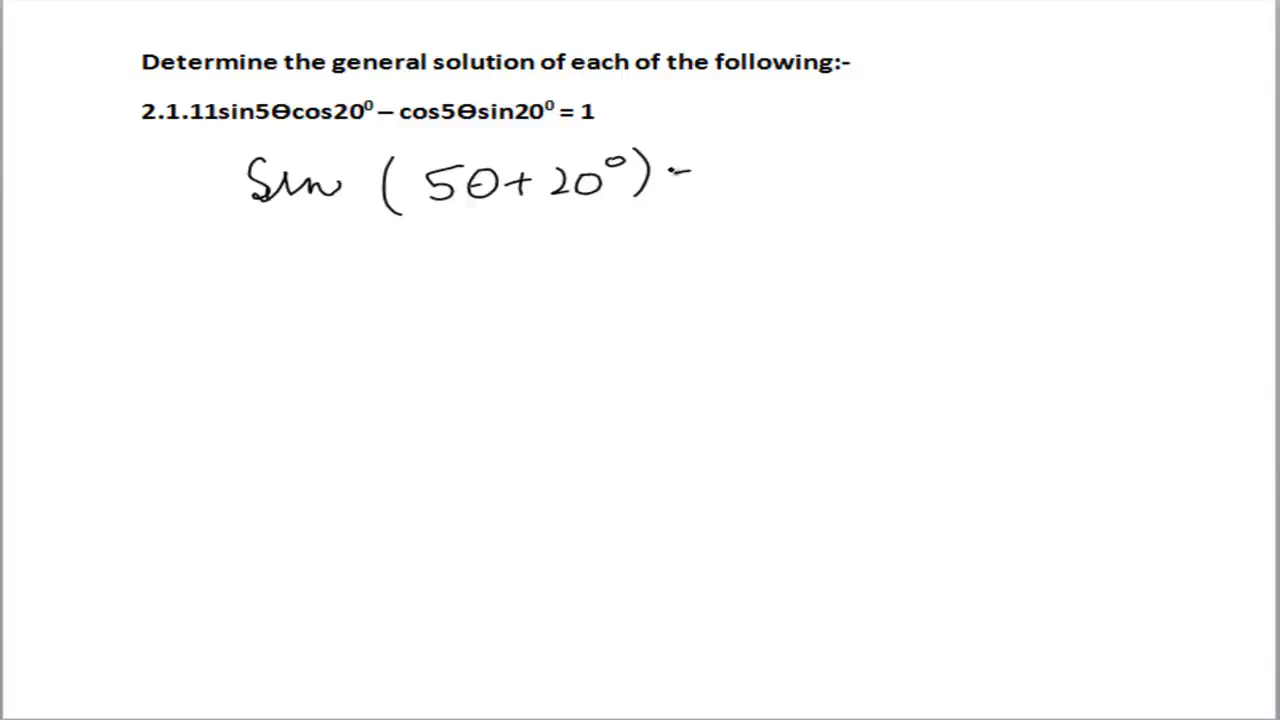 Determine the general solution of each of the following:-
2.1.11sin5ϴcos20⁰ – cos5ϴsin20⁰ = 1
Sin (5θ+20°) =